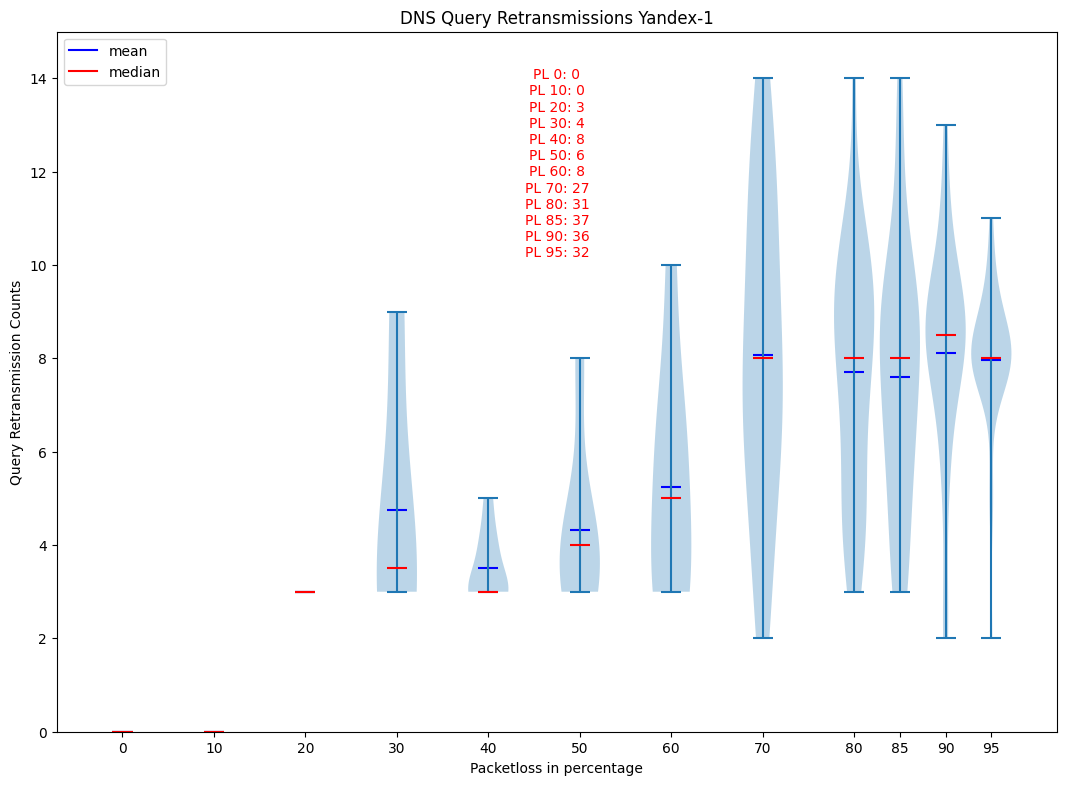 DNS Query Retransmissions Yandex-1
mean
median
PL 0: 0
PL 10: 0
PL 20: 3
PL 30: 4
PL 40: 8
PL 50: 6
PL 60: 8
PL 70: 27
PL 80: 31
PL 85: 37
PL 90: 36
PL 95: 32
Query Retransmission Counts
14
12
10
8
6
4
2
0
0 10 20 30 40 50 60 70 80 85 90 95
Packetloss in percentage